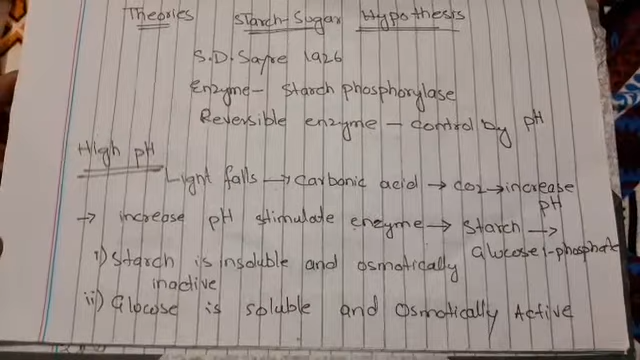 Theories Starch-Sugar Hypothesis
S.D. Sayre 1926
Enzyme- Starch phosphorylase
Reversible enzyme - control by pH
High pH
Light falls → carbonic acid → CO2 → increase
pH
→ increase pH stimulate enzyme → Starch →
Glucose 1-phosphate
i) Starch is insoluble and osmotically
inactive
ii) Glucose is soluble and Osmotically Active